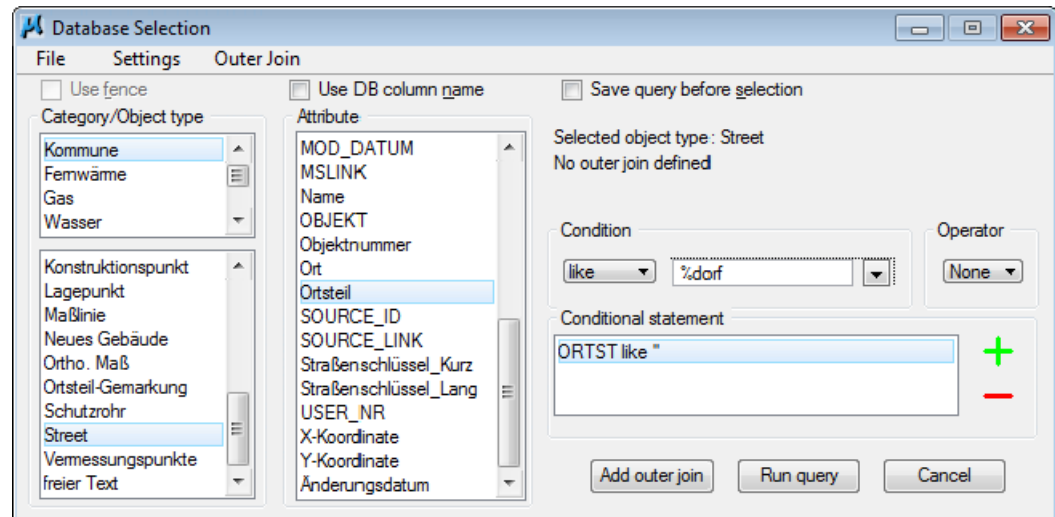 Database Selection
File Settings Outer Join
Use fence
Use DB column name
Save query before selection
Category/Object type
Kommune
Fernwärme
Gas
Wasser
Konstruktionspunkt
Lagepunkt
Maßlinie
Neues Gebäude
Ortho. Maß
Ortsteil-Gemarkung
Schutzrohr
Street
Vermessungspunkte
freier Text
Attribute
MOD_DATUM
MSLINK
Name
OBJEKT
Objektnummer
Ort
Ortsteil
SOURCE_ID
SOURCE_LINK
Straßenschlüssel_Kurz
Straßenschlüssel_Lang
USER_NR
X-Koordinate
Y-Koordinate
Änderungsdatum
Selected object type : Street
No outer join defined
Condition
like %dorf
Operator
None
Conditional statement
ORTST like ''
Add outer join Run query Cancel